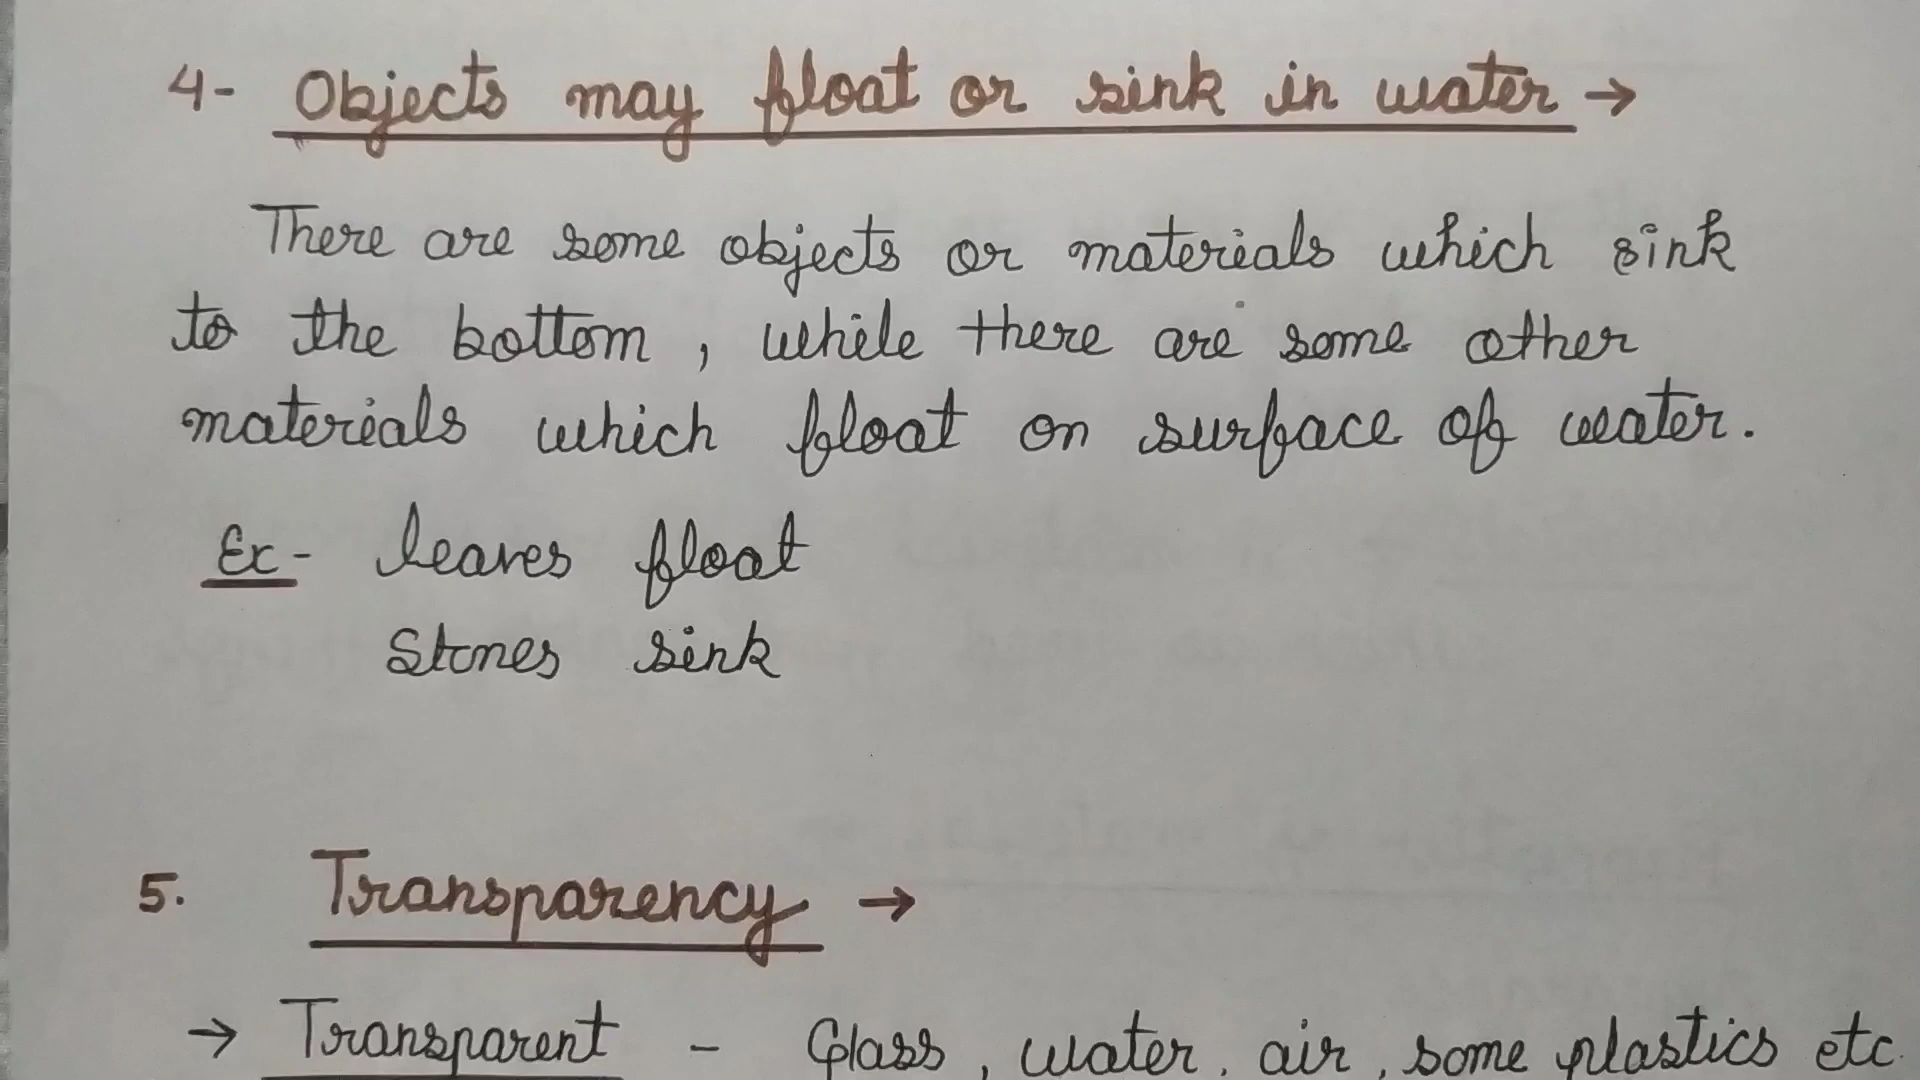 4- Objects may float or sink in water →
There are some objects or materials which sink
to the bottom , while there are some other
materials which float on surface of water.
Ex- leaves float
Stones sink
5. Transparency →
→ Transparent - Glass, water, air, some plastics etc.